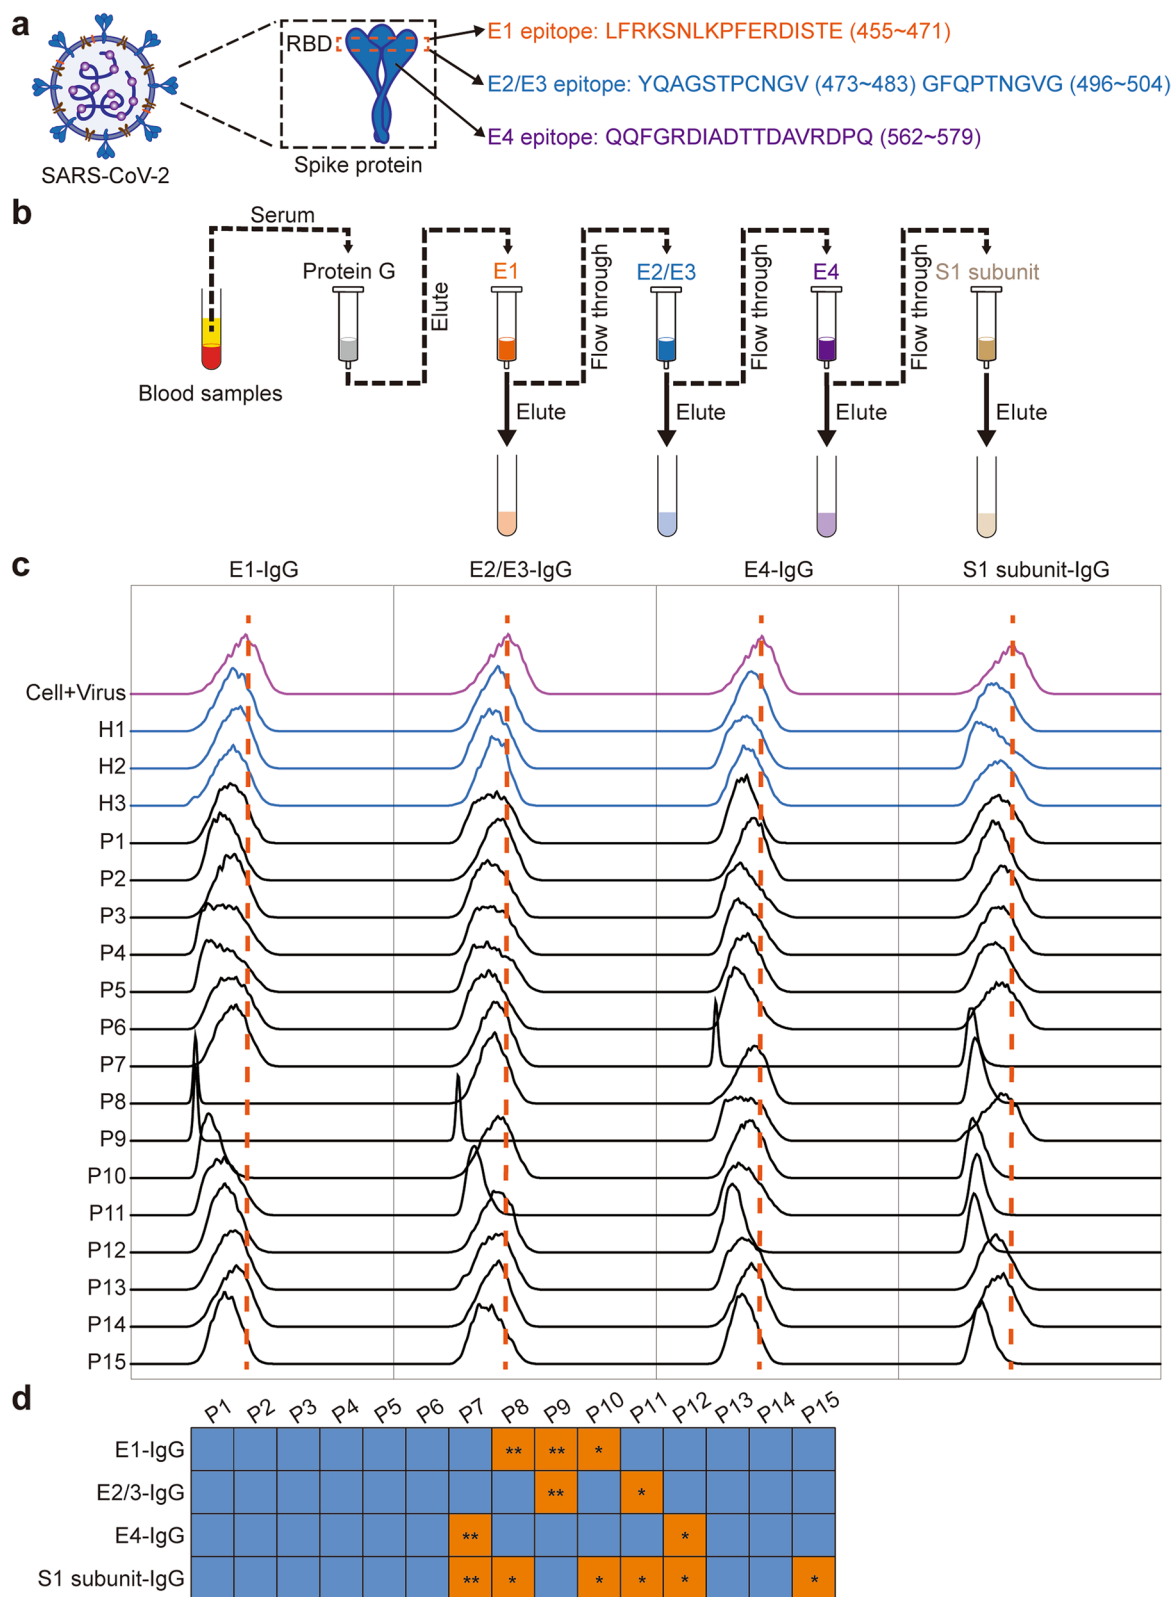 a
RBD
SARS-CoV-2
Spike protein
E1 epitope: LFRKSNLKPFERDISTE (455~471)
E2/E3 epitope: YQAGSTPCNGV (473~483) GFQPTNGVG (496~504)
E4 epitope: QQFGRDIADTTDAVRDPQ (562~579)
b
Serum
Blood samples
Protein G
Elute
E1
Flow through
E2/E3
Flow through
E4
Flow through
S1 subunit
Elute
Elute
Elute
Elute
c
E1-IgG E2/E3-IgG E4-IgG S1 subunit-IgG
Cell+Virus
H1
H2
H3
P1
P2
P3
P4
P5
P6
P7
P8
P9
P10
P11
P12
P13
P14
P15
d
P1 P2 P3 P4 P5 P6 P7 P8 P9 P10 P11 P12 P13 P14 P15
E1-IgG ** ** *
E2/3-IgG ** *
E4-IgG ** *
S1 subunit-IgG ** * * * * *